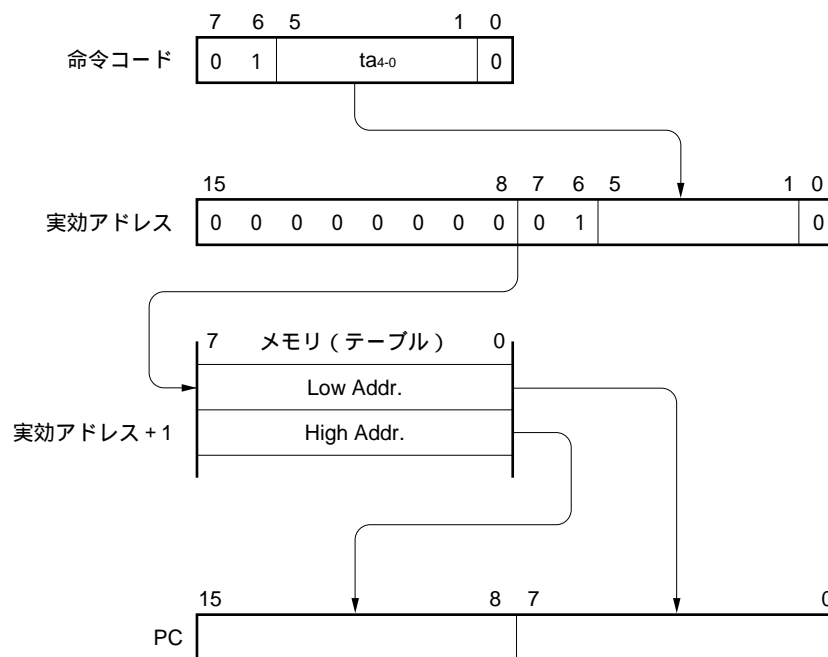 7 6 5 1 0
命令コード 0 1 ta4-0 0
15 8 7 6 5 1 0
実効アドレス 0 0 0 0 0 0 0 0 0 1 0
7 メモリ（テーブル） 0
Low Addr.
実効アドレス + 1 High Addr.
15 8 7 0
PC